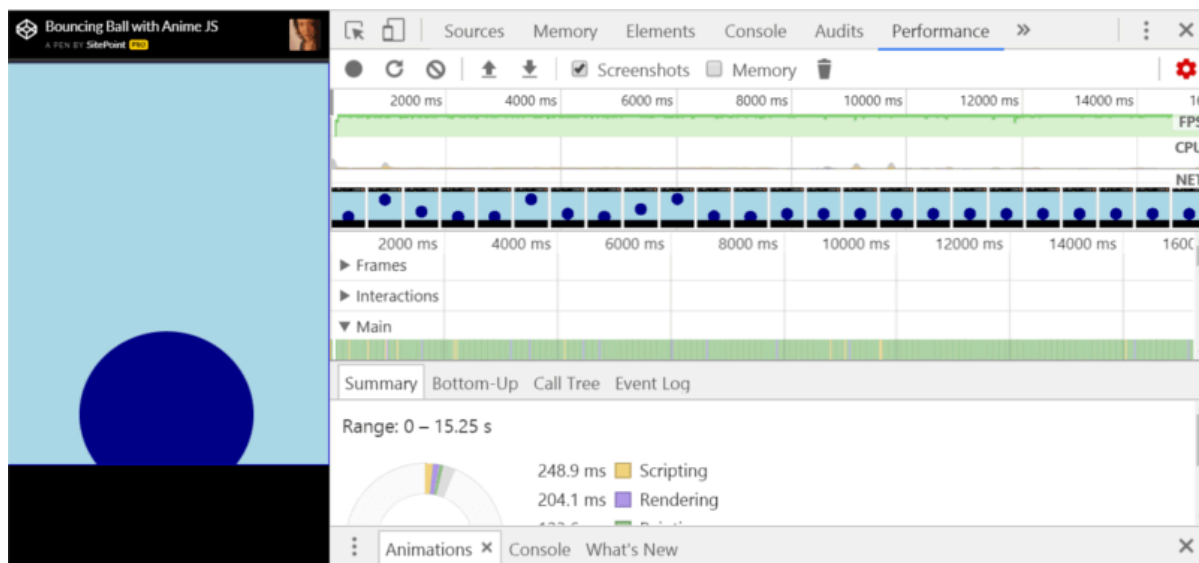 Bouncing Ball with Anime JS
A PEN BY SitePoint PRO
Sources Memory Elements Console Audits Performance »
Screenshots Memory
2000 ms 4000 ms 6000 ms 8000 ms 10000 ms 12000 ms 14000 ms
FPS
CPU
NET
2000 ms 4000 ms 6000 ms 8000 ms 10000 ms 12000 ms 14000 ms
Frames
Interactions
Main
Summary Bottom-Up Call Tree Event Log
Range: 0 – 15.25 s
248.9 ms Scripting
204.1 ms Rendering
Animations × Console What's New